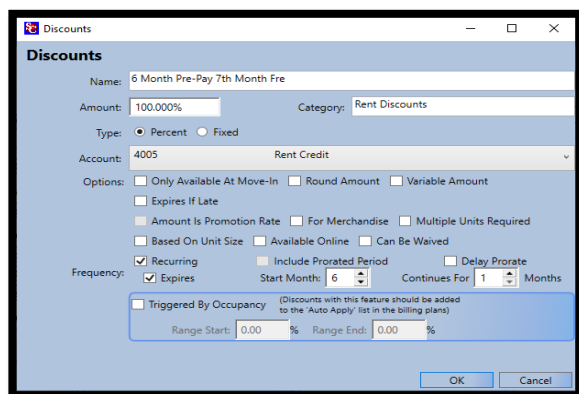 Discounts
Discounts
Name: 6 Month Pre-Pay 7th Month Fre
Amount: 100.000% Category: Rent Discounts
Type: Percent Fixed
Account: 4005 Rent Credit
Options: Only Available At Move-In Round Amount Variable Amount
Expires If Late
Amount Is Promotion Rate For Merchandise Multiple Units Required
Based On Unit Size Available Online Can Be Waived
Recurring Include Prorated Period Delay Prorate
Frequency: Expires Start Month: 6 Continues For 1 Months
Triggered By Occupancy (Discounts with this feature should be added
to the 'Auto Apply' list in the billing plans)
Range Start: 0.00 % Range End: 0.00 %
OK Cancel